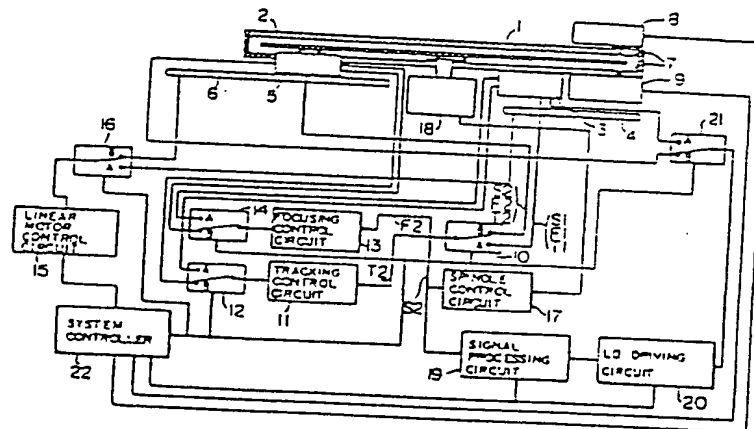 2
1
8
7
9
6
5
18
3
4
21
16
14
FOCUSING
CONTROL
CIRCUIT
13
F2
10
LINEAR
MOTOR
CONTROL
CIRCUIT
15
12
TRACKING
CONTROL
CIRCUIT
11
T2
S2
SPINDLE
CONTROL
CIRCUIT
17
SYSTEM
CONTROLLER
22
SIGNAL
PROCESSING
CIRCUIT
19
LD DRIVING
CIRCUIT
20